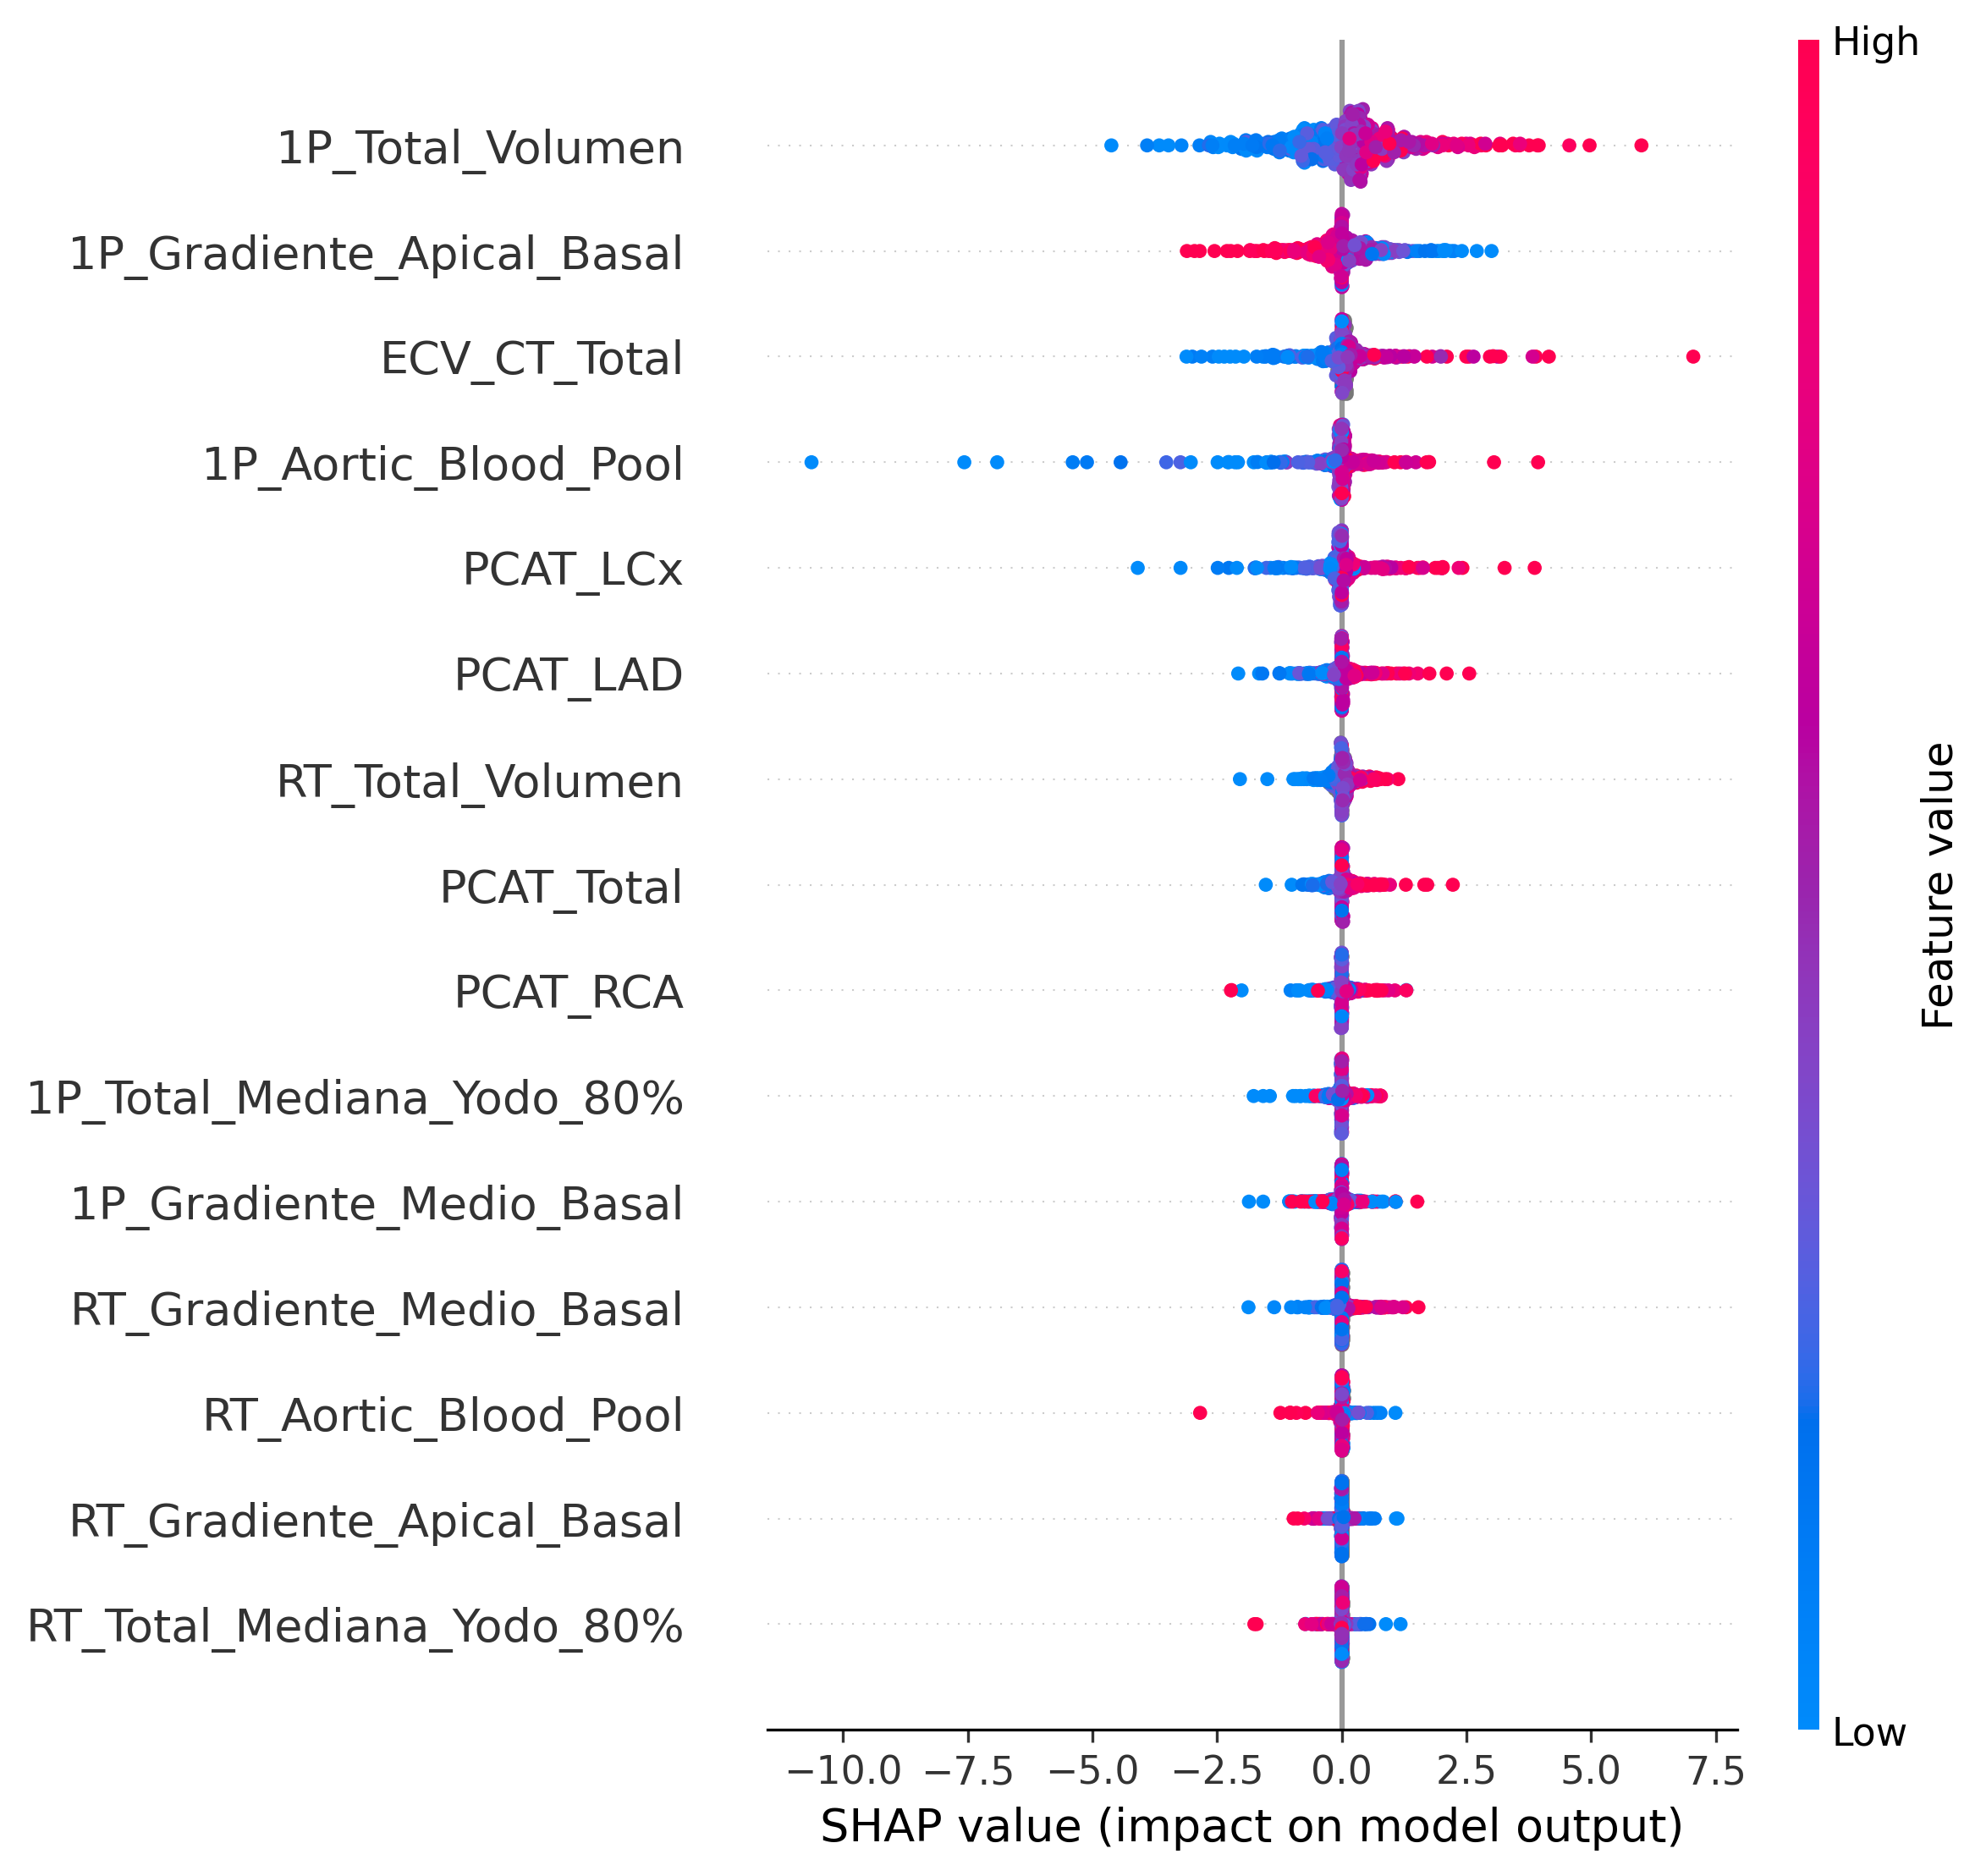 High
1P_Total_Volumen
1P_Gradiente_Apical_Basal
ECV_CT_Total
1P_Aortic_Blood_Pool
PCAT_LCx
PCAT_LAD
RT_Total_Volumen
PCAT_Total
PCAT_RCA
1P_Total_Mediana_Yodo_80%
1P_Gradiente_Medio_Basal
RT_Gradiente_Medio_Basal
RT_Aortic_Blood_Pool
RT_Gradiente_Apical_Basal
RT_Total_Mediana_Yodo_80%
Feature value
Low
−10.0 −7.5 −5.0 −2.5 0.0 2.5 5.0 7.5
SHAP value (impact on model output)